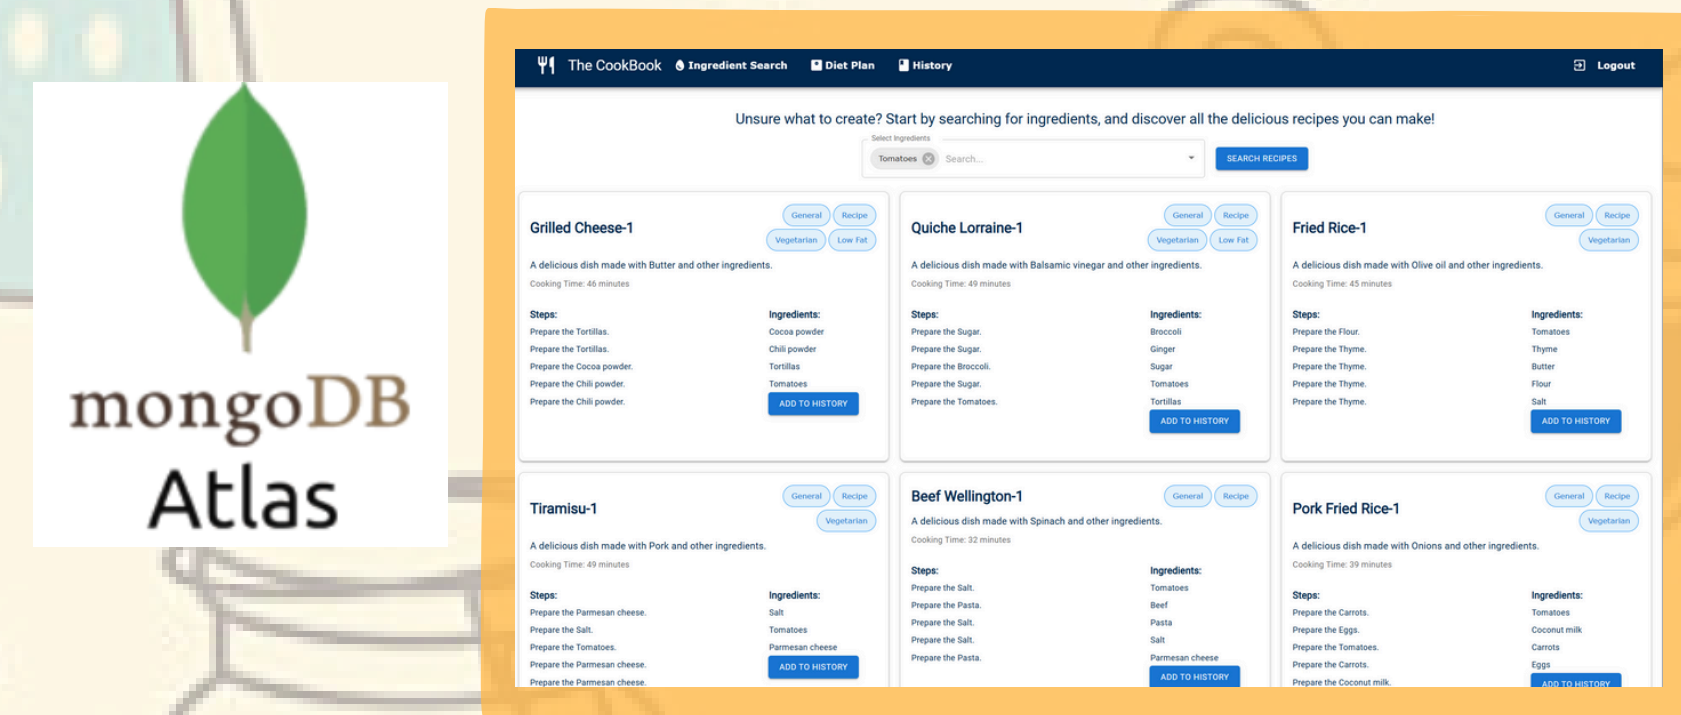 mongoDB
Atlas
The CookBook Ingredient Search Diet Plan History Logout
Unsure what to create? Start by searching for ingredients, and discover all the delicious recipes you can make!
Select Ingredients
Tomatoes Search... SEARCH RECIPES
Grilled Cheese-1
General Recipe
Vegetarian Low Fat
A delicious dish made with Butter and other ingredients.
Cooking Time: 46 minutes
Steps:
Prepare the Tortillas.
Prepare the Tortillas.
Prepare the Cocoa powder.
Prepare the Chili powder.
Prepare the Chili powder.
Ingredients:
Cocoa powder
Chili powder
Tortillas
Tomatoes
ADD TO HISTORY
Quiche Lorraine-1
General Recipe
Vegetarian Low Fat
A delicious dish made with Balsamic vinegar and other ingredients.
Cooking Time: 49 minutes
Steps:
Prepare the Sugar.
Prepare the Sugar.
Prepare the Broccoli.
Prepare the Sugar.
Prepare the Tomatoes.
Ingredients:
Broccoli
Ginger
Sugar
Tomatoes
Tortillas
ADD TO HISTORY
Fried Rice-1
General Recipe
Vegetarian
A delicious dish made with Olive oil and other ingredients.
Cooking Time: 45 minutes
Steps:
Prepare the Flour.
Prepare the Thyme.
Prepare the Thyme.
Prepare the Thyme.
Prepare the Thyme.
Ingredients:
Tomatoes
Thyme
Butter
Flour
Salt
ADD TO HISTORY
Tiramisu-1
General Recipe
Vegetarian
A delicious dish made with Pork and other ingredients.
Cooking Time: 49 minutes
Steps:
Prepare the Parmesan cheese.
Prepare the Salt.
Prepare the Tomatoes.
Prepare the Parmesan cheese.
Prepare the Parmesan cheese.
Ingredients:
Salt
Tomatoes
Parmesan cheese
ADD TO HISTORY
Beef Wellington-1
General Recipe
A delicious dish made with Spinach and other ingredients.
Cooking Time: 32 minutes
Steps:
Prepare the Salt.
Prepare the Pasta.
Prepare the Salt.
Prepare the Salt.
Prepare the Pasta.
Ingredients:
Tomatoes
Beef
Pasta
Salt
Parmesan cheese
ADD TO HISTORY
Pork Fried Rice-1
General Recipe
Vegetarian
A delicious dish made with Onions and other ingredients.
Cooking Time: 39 minutes
Steps:
Prepare the Carrots.
Prepare the Eggs.
Prepare the Tomatoes.
Prepare the Carrots.
Prepare the Coconut milk.
Ingredients:
Tomatoes
Coconut milk
Carrots
Eggs
ADD TO HISTORY